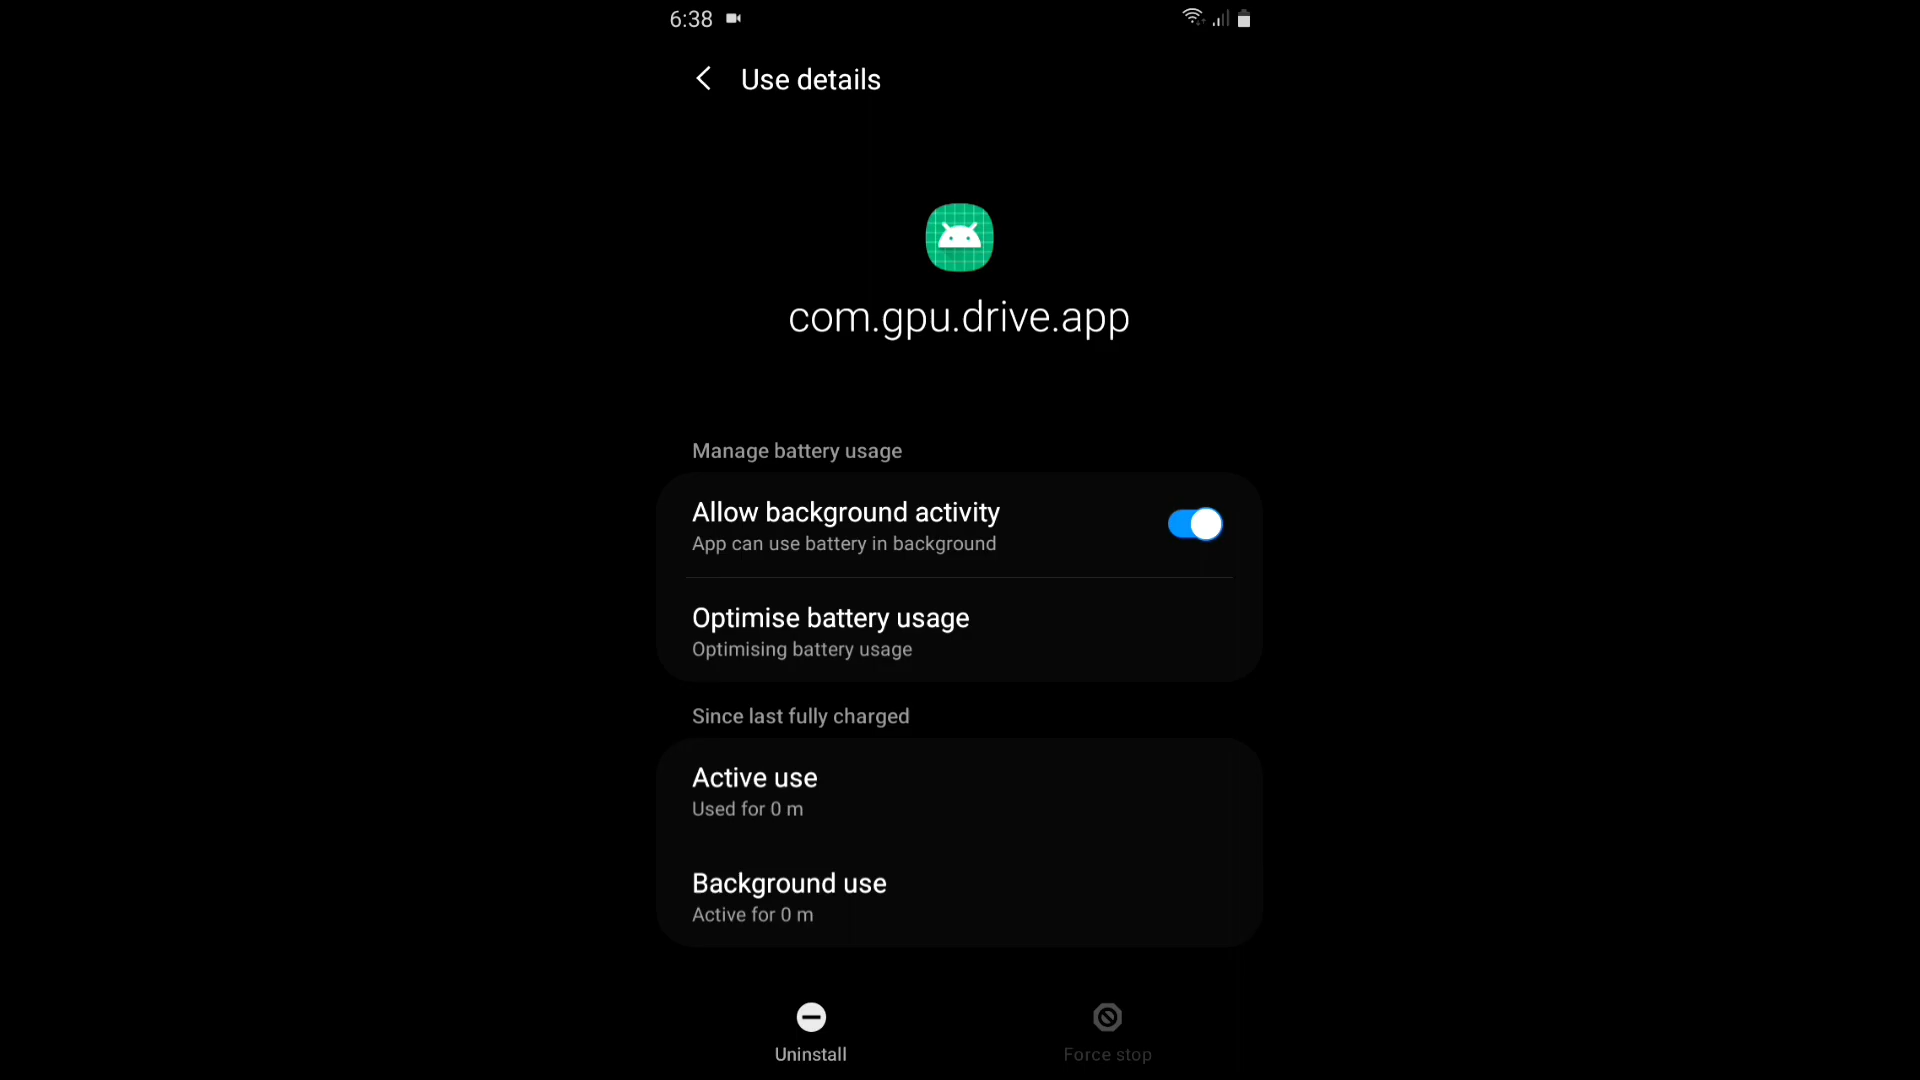 6:38
Use details
com.gpu.drive.app
Manage battery usage
Allow background activity
App can use battery in background
Optimise battery usage
Optimising battery usage
Since last fully charged
Active use
Used for 0 m
Background use
Active for 0 m
Uninstall
Force stop